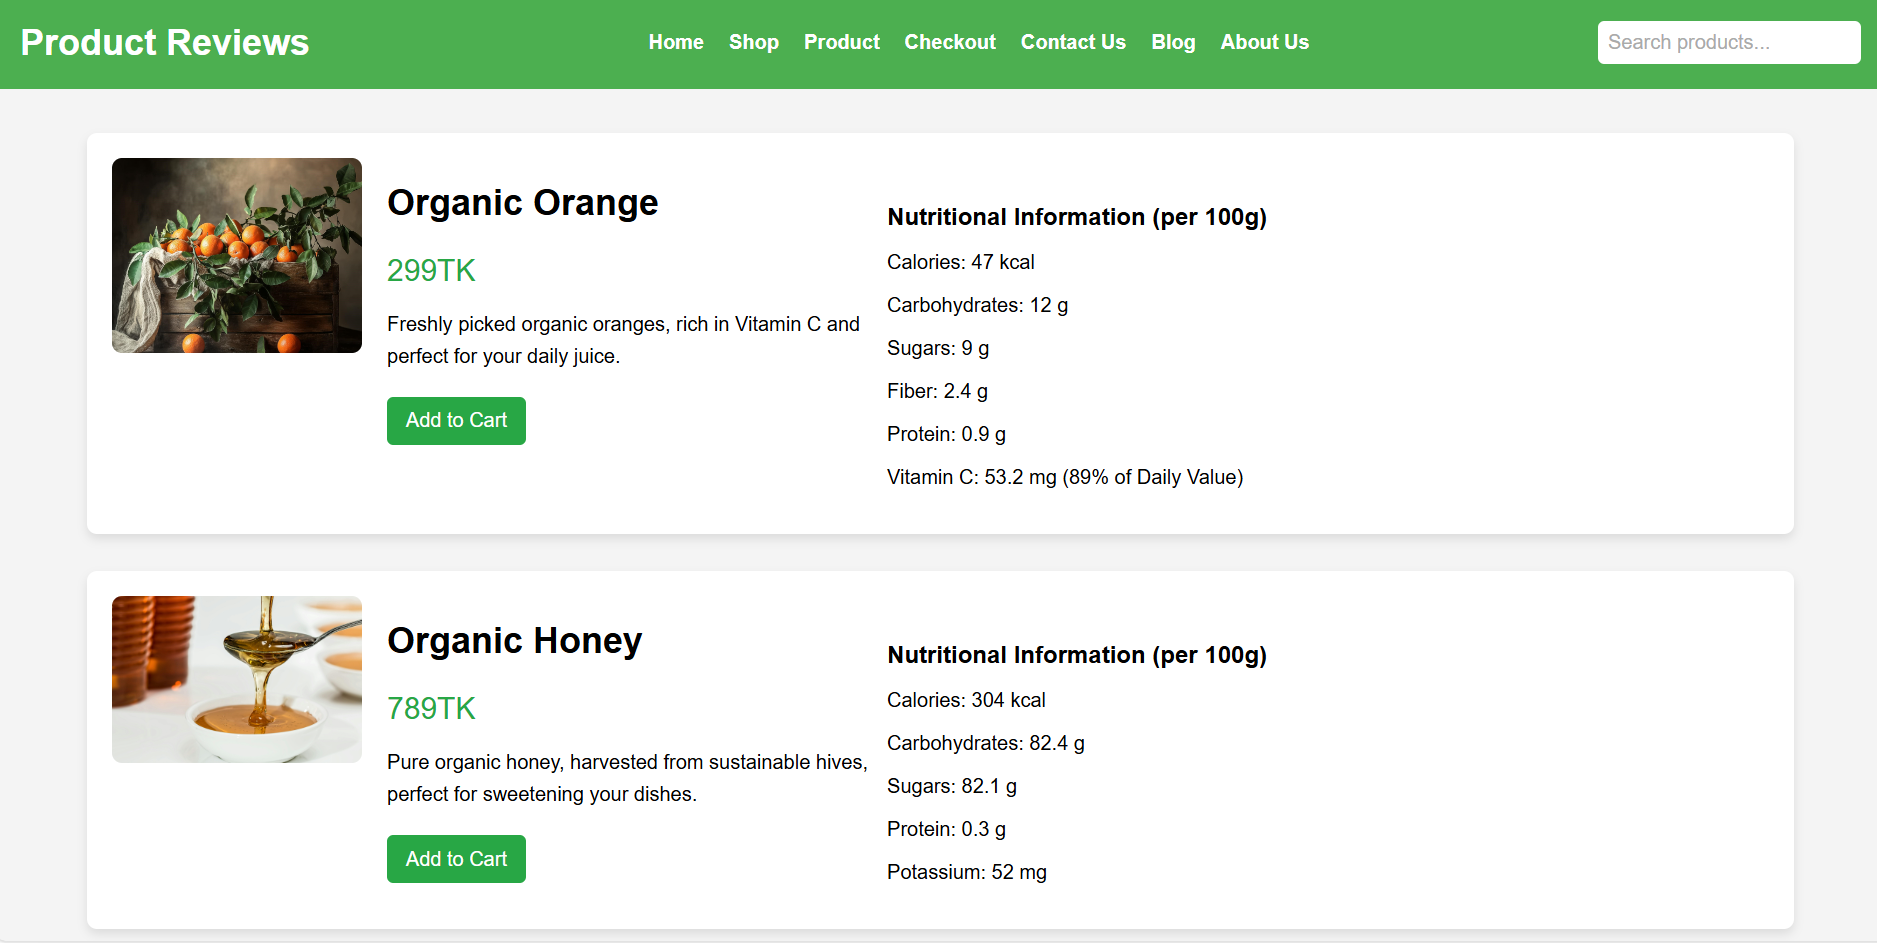 Product Reviews
Home Shop Product Checkout Contact Us Blog About Us
Search products...
Organic Orange
299TK
Freshly picked organic oranges, rich in Vitamin C and
perfect for your daily juice.
Add to Cart
Nutritional Information (per 100g)
Calories: 47 kcal
Carbohydrates: 12 g
Sugars: 9 g
Fiber: 2.4 g
Protein: 0.9 g
Vitamin C: 53.2 mg (89% of Daily Value)
Organic Honey
789TK
Pure organic honey, harvested from sustainable hives,
perfect for sweetening your dishes.
Add to Cart
Nutritional Information (per 100g)
Calories: 304 kcal
Carbohydrates: 82.4 g
Sugars: 82.1 g
Protein: 0.3 g
Potassium: 52 mg